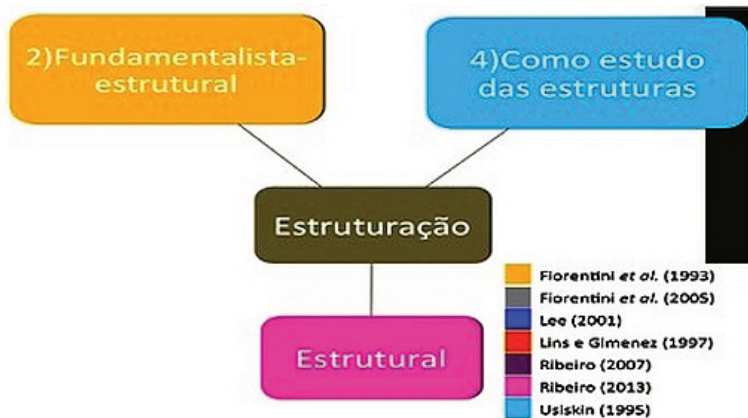 2)Fundamentalista-
estrutural
4)Como estudo
das estruturas
Estruturação
Estrutural
Fiorentini et al. (1993)
Fiorentini et al. (2005)
Lee (2001)
Lins e Gimenez (1997)
Ribeiro (2007)
Ribeiro (2013)
Usiskin (1995)